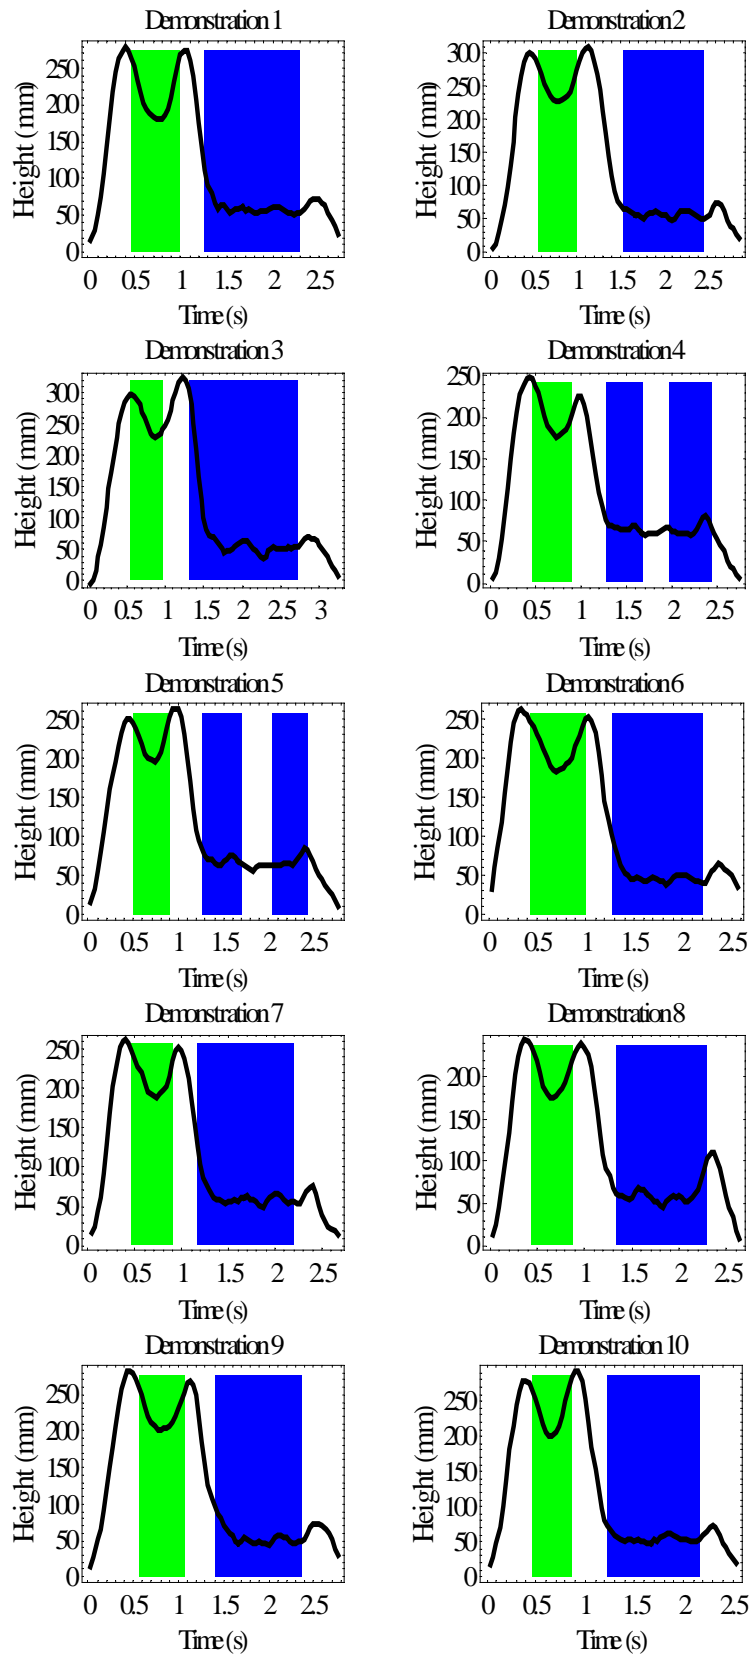 Demonstration 1
Height (mm)
250
200
150
100
50
0
0 0.5 1 1.5 2 2.5
Time (s)
Demonstration 2
Height (mm)
300
250
200
150
100
50
0
0 0.5 1 1.5 2 2.5
Time (s)
Demonstration 3
Height (mm)
300
250
200
150
100
50
0
0 0.5 1 1.5 2 2.5 3
Time (s)
Demonstration 4
Height (mm)
250
200
150
100
50
0
0 0.5 1 1.5 2 2.5
Time (s)
Demonstration 5
Height (mm)
250
200
150
100
50
0
0 0.5 1 1.5 2 2.5
Time (s)
Demonstration 6
Height (mm)
250
200
150
100
50
0
0 0.5 1 1.5 2 2.5
Time (s)
Demonstration 7
Height (mm)
250
200
150
100
50
0
0 0.5 1 1.5 2 2.5
Time (s)
Demonstration 8
Height (mm)
200
150
100
50
0
0 0.5 1 1.5 2 2.5
Time (s)
Demonstration 9
Height (mm)
250
200
150
100
50
0
0 0.5 1 1.5 2 2.5
Time (s)
Demonstration 10
Height (mm)
250
200
150
100
50
0
0 0.5 1 1.5 2 2.5
Time (s)